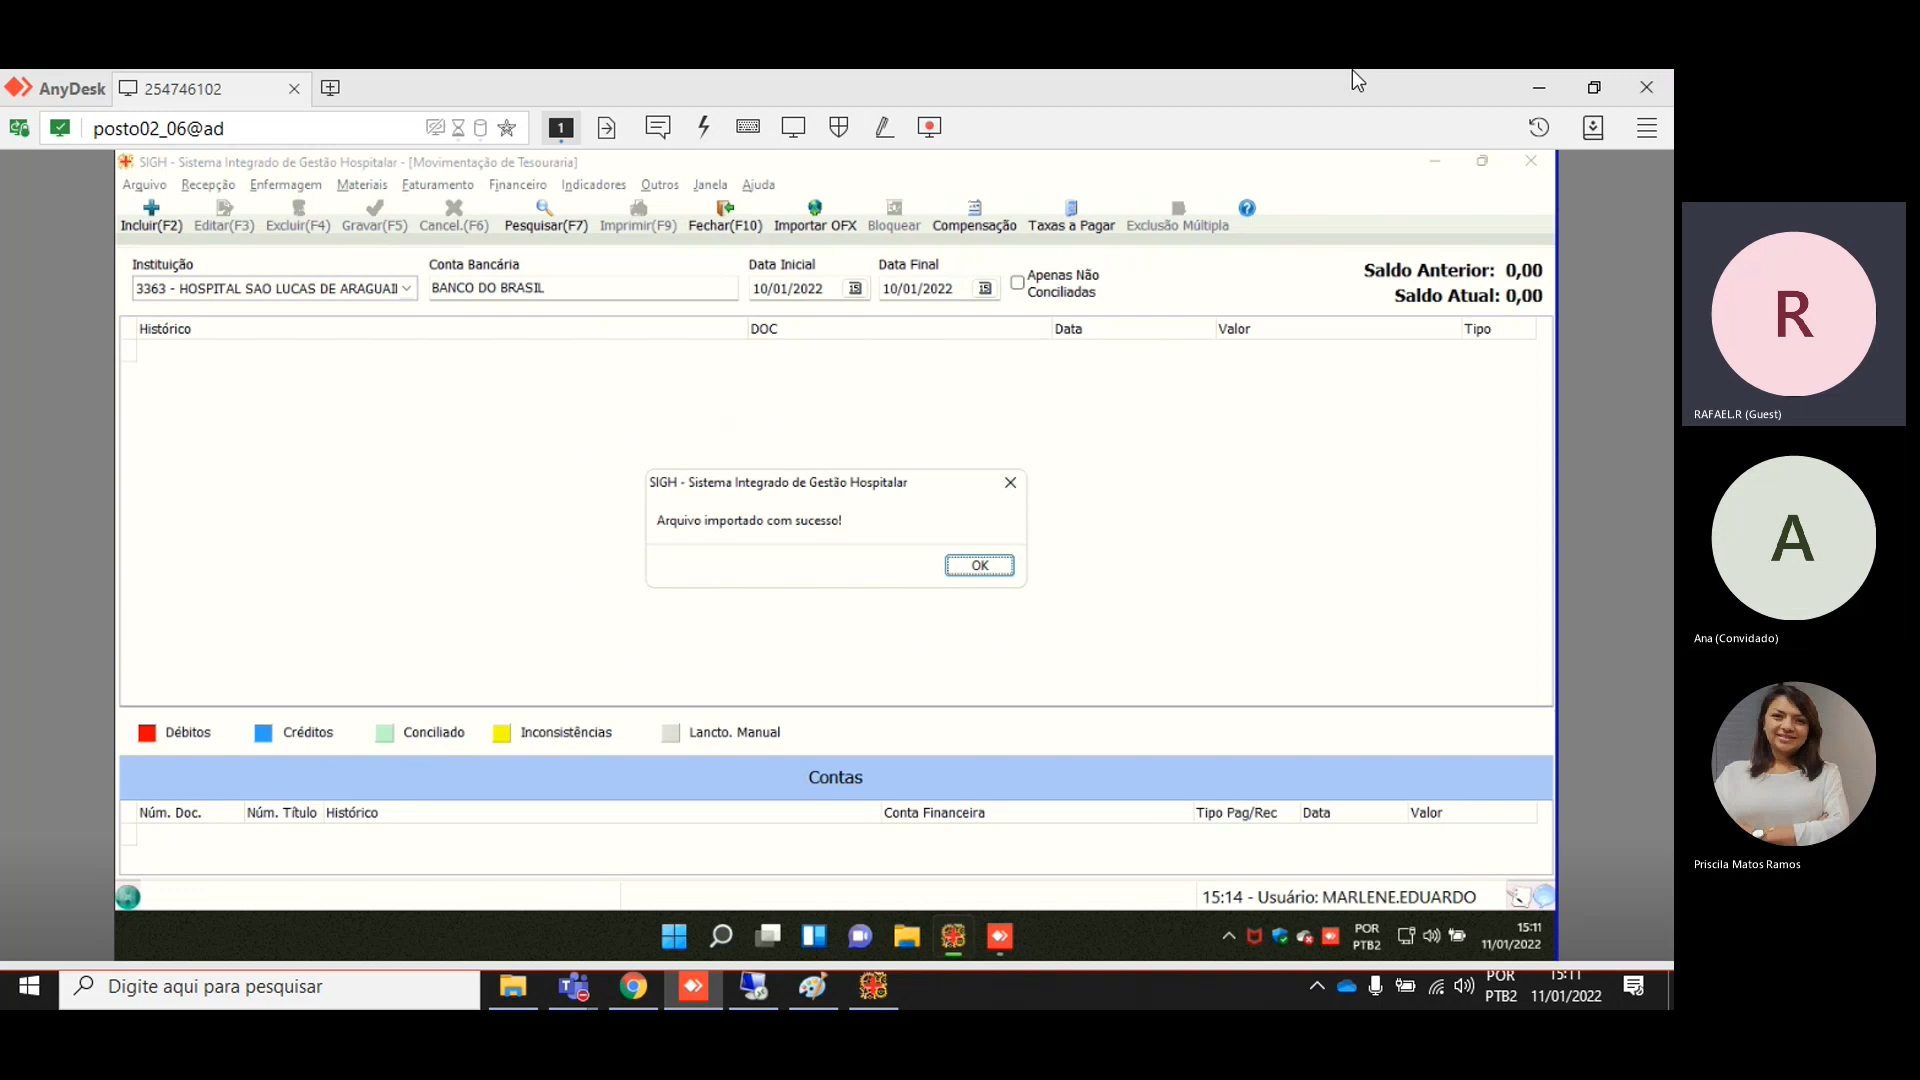 AnyDesk 254746102
posto02_06@ad 1
SIGH - Sistema Integrado de Gestão Hospitalar - [Movimentação de Tesouraria]
Arquivo Recepção Enfermagem Materiais Faturamento Financeiro Indicadores Outros Janela Ajuda
Incluir(F2) Editar(F3) Excluir(F4) Gravar(F5) Cancel.(F6) Pesquisar(F7) Imprimir(F9) Fechar(F10) Importar OFX Bloquear Compensação Taxas a Pagar Exclusão Múltipla
Instituição Conta Bancária Data Inicial Data Final
Apenas Não
Conciliadas
3363 - HOSPITAL SAO LUCAS DE ARAGUAI BANCO DO BRASIL 10/01/2022 15 10/01/2022 15
Saldo Anterior: 0,00
Saldo Atual: 0,00
Histórico DOC Data Valor Tipo
SIGH - Sistema Integrado de Gestão Hospitalar
Arquivo importado com sucesso!
OK
Débitos Créditos Conciliado Inconsistências Lancto. Manual
Contas
Núm. Doc. Núm. Título Histórico Conta Financeira Tipo Pag/Rec Data Valor
15:14 - Usuário: MARLENE.EDUARDO
POR
PTB2
15:11
11/01/2022
Digite aqui para pesquisar
POR
PTB2
15:11
11/01/2022
R
RAFAEL.R (Guest)
A
Ana (Convidado)
Priscila Matos Ramos